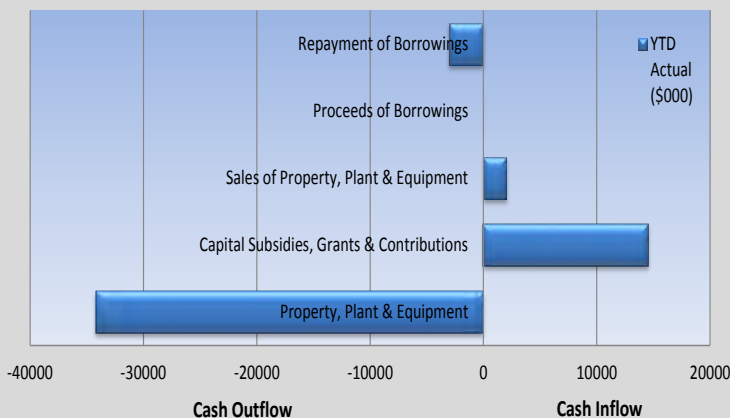 Repayment of Borrowings
YTD
Actual
($000)
Proceeds of Borrowings
Sales of Property, Plant & Equipment
Capital Subsidies, Grants & Contributions
Property, Plant & Equipment
-40000 -30000 -20000 -10000 0 10000 20000
Cash Outflow Cash Inflow